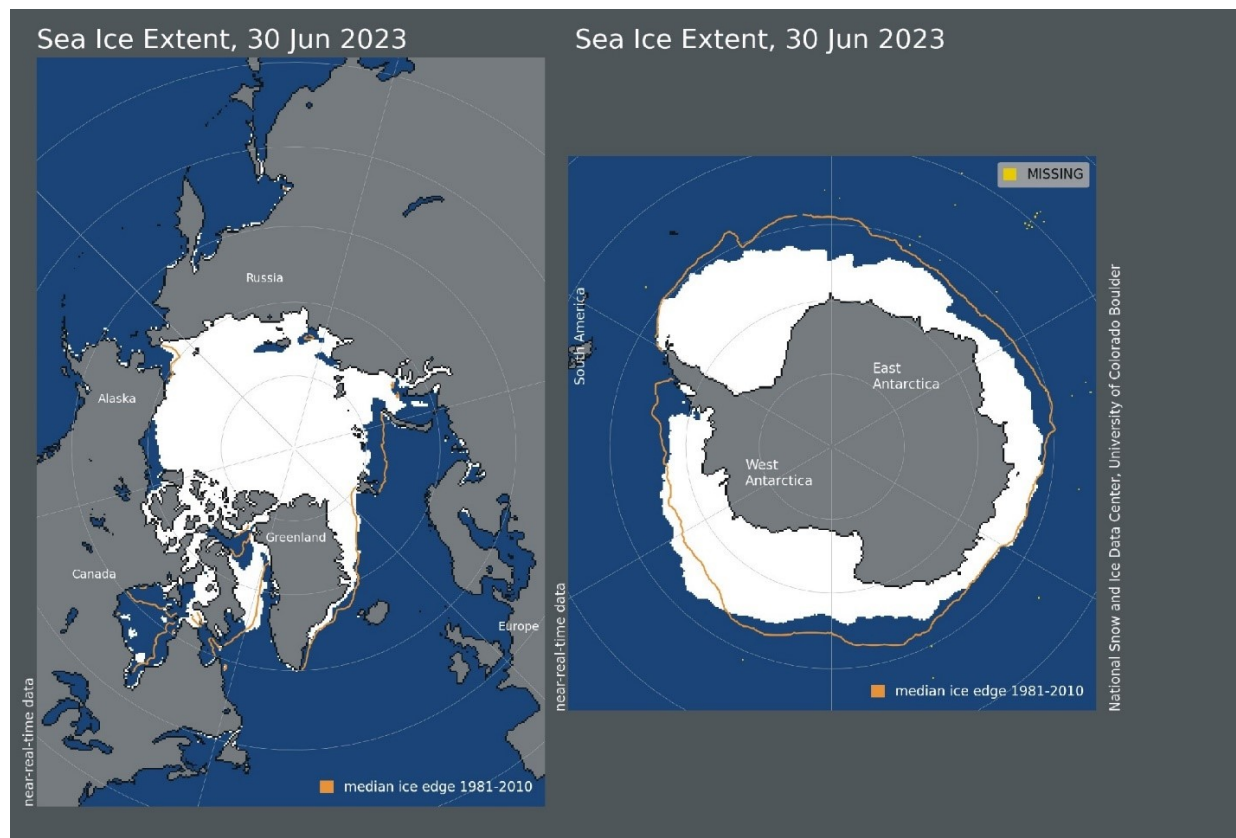 Sea Ice Extent, 30 Jun 2023
Russia
Alaska
Greenland
Canada
Europe
near-real-time data
median ice edge 1981-2010
Sea Ice Extent, 30 Jun 2023
MISSING
South America
East
Antarctica
West
Antarctica
near-real-time data
median ice edge 1981-2010
National Snow and Ice Data Center, University of Colorado Boulder